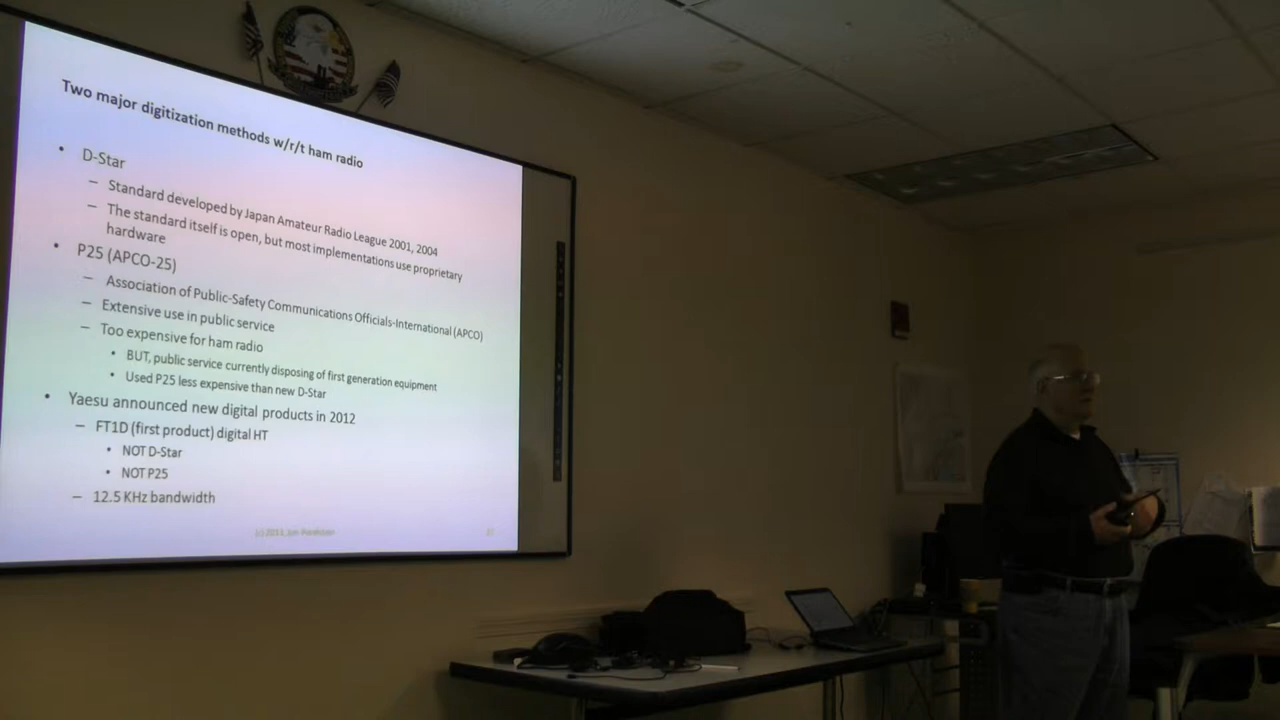 Two major digitization methods w/r/t ham radio
• D-Star
– Standard developed by Japan Amateur Radio League 2001, 2004
– The standard itself is open, but most implementations use proprietary
hardware
• P25 (APCO-25)
– Association of Public-Safety Communications Officials-International (APCO)
– Extensive use in public service
– Too expensive for ham radio
• BUT, public service currently disposing of first generation equipment
• Used P25 less expensive than new D-Star
• Yaesu announced new digital products in 2012
– FT1D (first product) digital HT
• NOT D-Star
• NOT P25
– 12.5 KHz bandwidth
(c) 2013, Jon